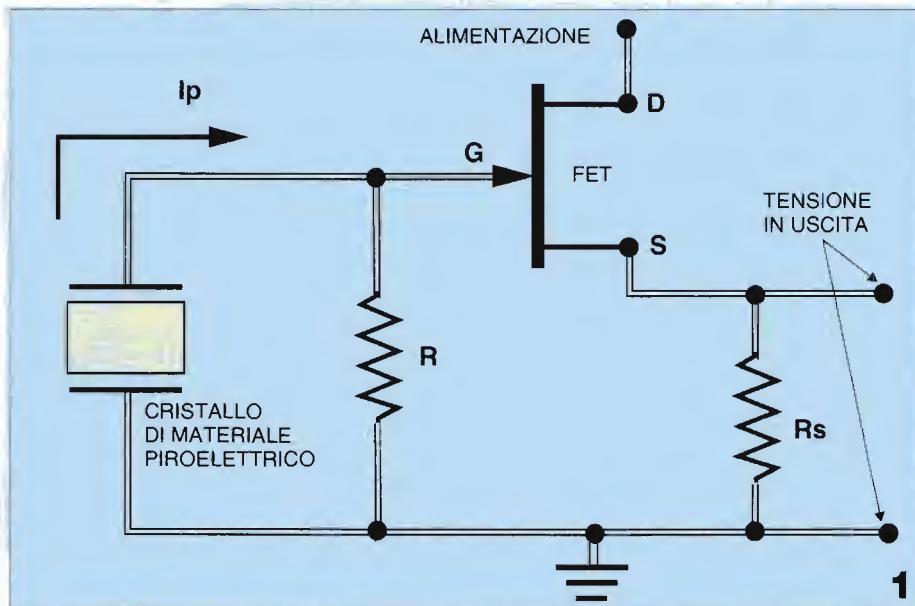 ALIMENTAZIONE
Ip
D
G
FET
TENSIONE
IN USCITA
S
R
CRISTALLO
DI MATERIALE
PIROELETTRICO
Rs
1